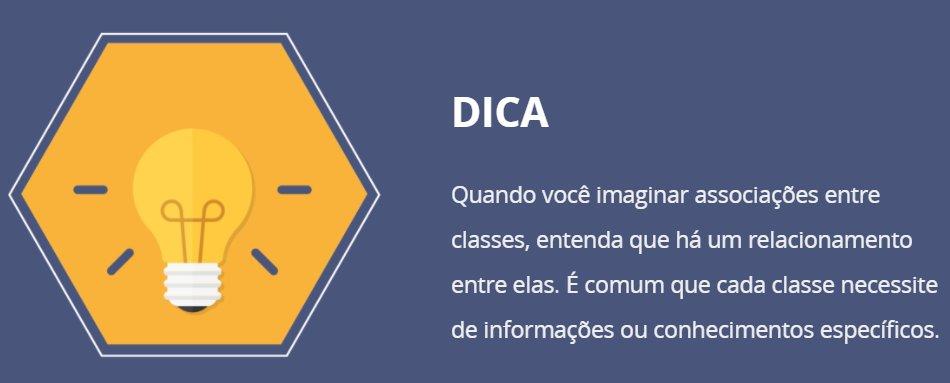 DICA
Quando você imaginar associações entre
classes, entenda que há um relacionamento
entre elas. É comum que cada classe necessite
de informações ou conhecimentos específicos.